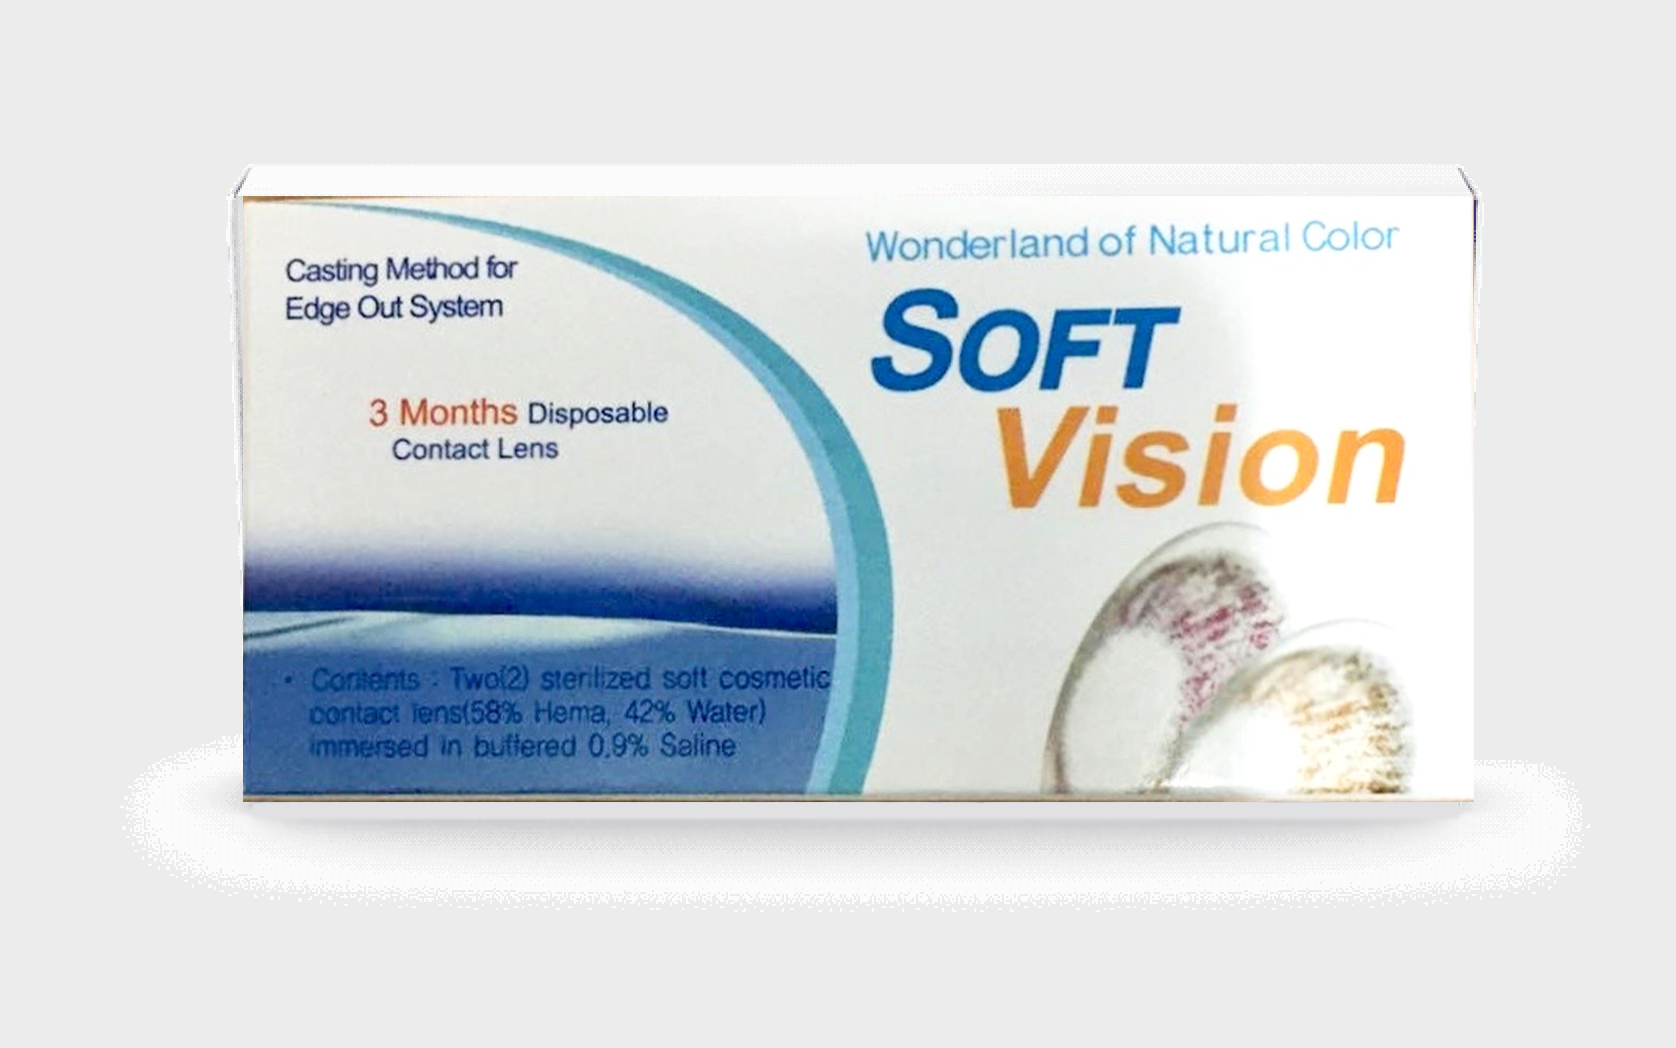 Casting Method for
Edge Out System
3 Months Disposable
Contact Lens
• Contents : Two(2) sterilized soft cosmetic
contact lens(58% Hema, 42% Water)
immersed in buffered 0.9% Saline
Wonderland of Natural Color
SOFT
Vision